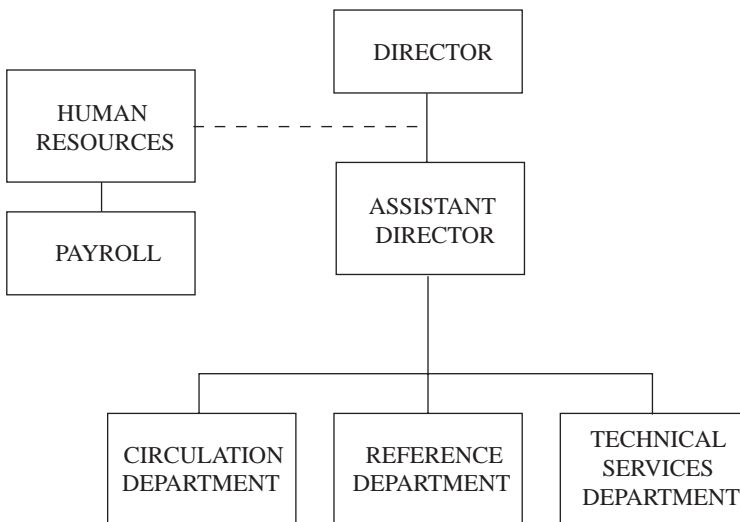 DIRECTOR
HUMAN
RESOURCES
ASSISTANT
DIRECTOR
PAYROLL
CIRCULATION
DEPARTMENT
REFERENCE
DEPARTMENT
TECHNICAL
SERVICES
DEPARTMENT